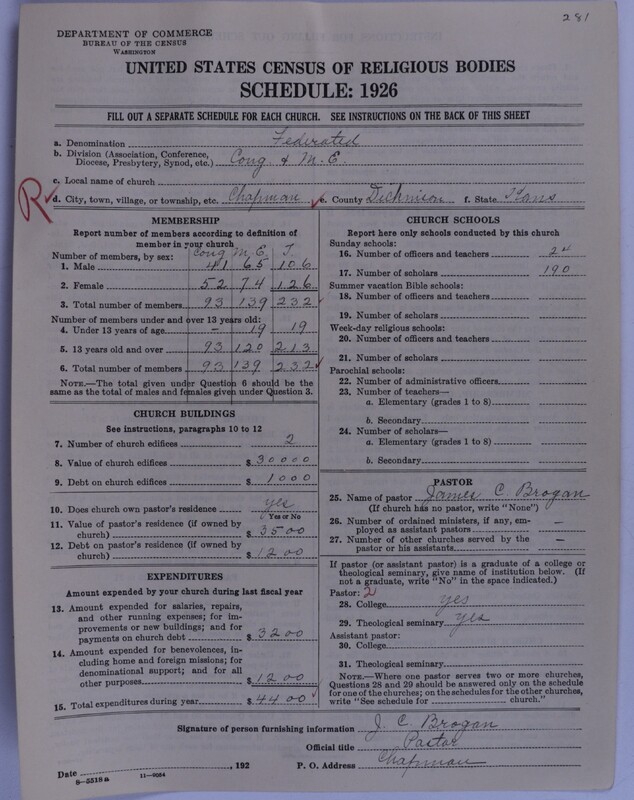 281
DEPARTMENT OF COMMERCE
BUREAU OF THE CENSUS
WASHINGTON
UNITED STATES CENSUS OF RELIGIOUS BODIES
SCHEDULE: 1926
FILL OUT A SEPARATE SCHEDULE FOR EACH CHURCH. SEE INSTRUCTIONS ON THE BACK OF THIS SHEET
a. Denomination Federated
b. Division (Association, Conference,
Diocese, Presbytery, Synod, etc.) Cong. & M.E.
c. Local name of church
R d. City, town, village, or township, etc. Chapman e. County Dickinson f. State Kans
MEMBERSHIP
Report number of members according to definition of
member in your church
Number of members, by sex: Cong M.E. T.
1. Male 41 65 106
2. Female 52 74 126
3. Total number of members 93 139 232
Number of members under and over 13 years old:
4. Under 13 years of age - 19 19
5. 13 years old and over 93 120 213
6. Total number of members 93 139 232
NOTE.—The total given under Question 6 should be the
same as the total of males and females given under Question 3.
CHURCH BUILDINGS
See instructions, paragraphs 10 to 12
7. Number of church edifices 2
8. Value of church edifices $ 30000
9. Debt on church edifices $ 1000
10. Does church own pastor's residence yes
Yes or No
11. Value of pastor's residence (if owned by
church) $ 3500
12. Debt on pastor's residence (if owned by
church) $ 1200
EXPENDITURES
Amount expended by your church during last fiscal year
13. Amount expended for salaries, repairs,
and other running expenses; for im-
provements or new buildings; and for
payments on church debt $ 3200
14. Amount expended for benevolences, in-
cluding home and foreign missions; for
denominational support; and for all
other purposes $ 1200
15. Total expenditures during year $ 4400
CHURCH SCHOOLS
Report here only schools conducted by this church
Sunday schools:
16. Number of officers and teachers 24
17. Number of scholars 190
Summer vacation Bible schools:
18. Number of officers and teachers
19. Number of scholars
Week-day religious schools:
20. Number of officers and teachers
21. Number of scholars
Parochial schools:
22. Number of administrative officers
23. Number of teachers—
a. Elementary (grades 1 to 8)
b. Secondary
24. Number of scholars—
a. Elementary (grades 1 to 8)
b. Secondary
PASTOR
25. Name of pastor James C. Brogan
(If church has no pastor, write "None")
26. Number of ordained ministers, if any, em-
ployed as assistant pastors –
27. Number of other churches served by the
pastor or his assistants –
If pastor (or assistant pastor) is a graduate of a college or
theological seminary, give name of institution below. (If
not a graduate, write "No" in the space indicated.)
Pastor: 2
28. College yes
29. Theological seminary yes
Assistant pastor:
30. College
31. Theological seminary
NOTE.—Where one pastor serves two or more churches,
Questions 28 and 29 should be answered only on the schedule
for one of the churches; on the schedules for the other churches,
write "See schedule for church."
Signature of person furnishing information J. C. Brogan
Official title Pastor
Date , 192 P. O. Address Chapman
8—2518 a 11—9064